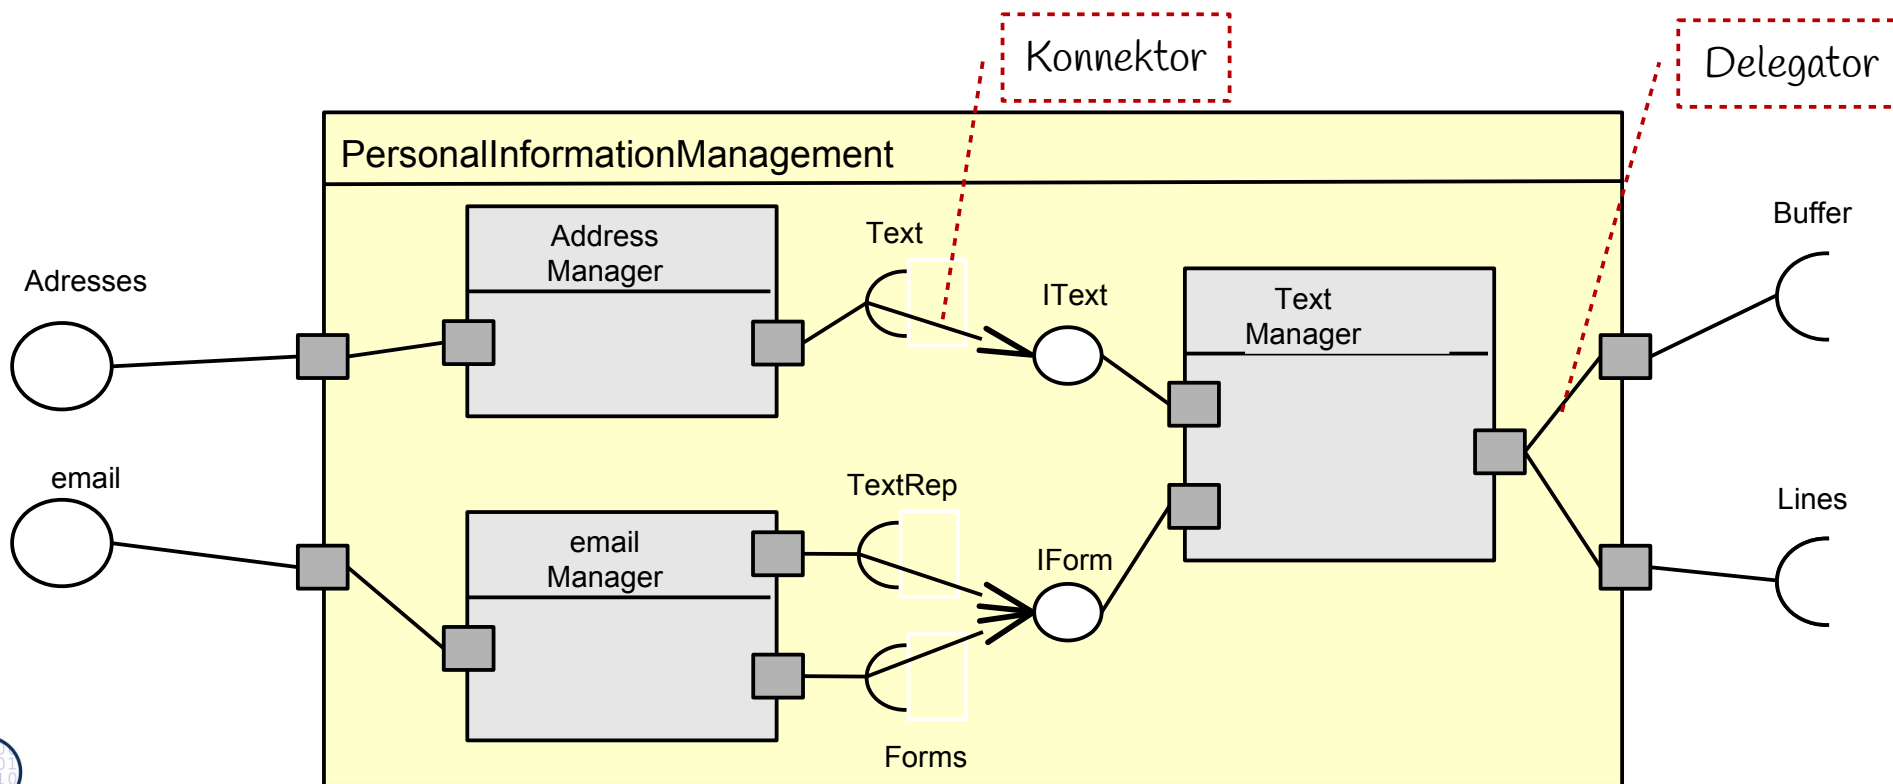 Konnektor
Delegator
PersonalInformationManagement
Adresses
Address
Manager
Text
IText
Text
Manager
Buffer
email
email
Manager
TextRep
IForm
Forms
Lines